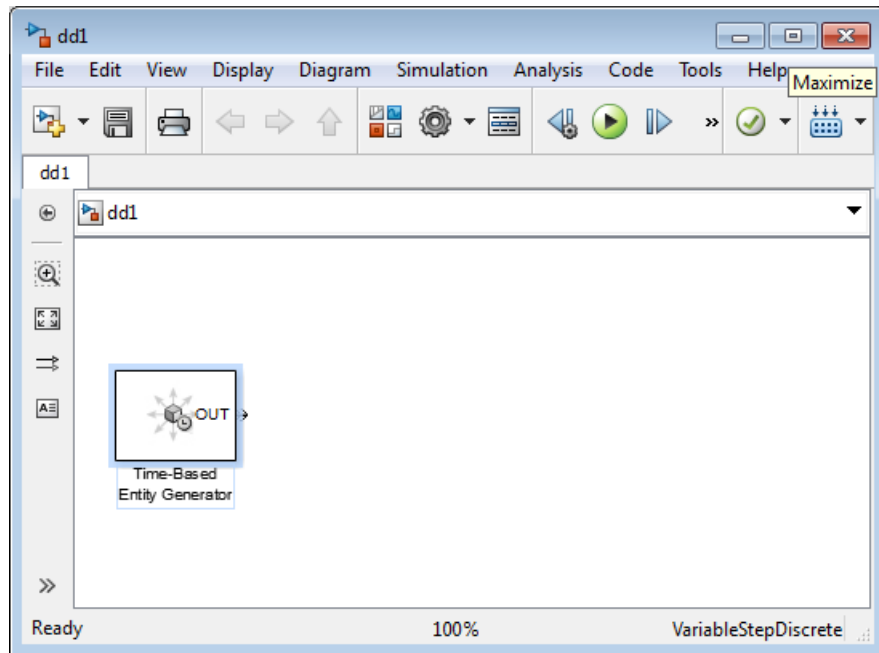 dd1
File Edit View Display Diagram Simulation Analysis Code Tools Help
Maximize
dd1
dd1
OUT
Time-Based
Entity Generator
Ready 100% VariableStepDiscrete